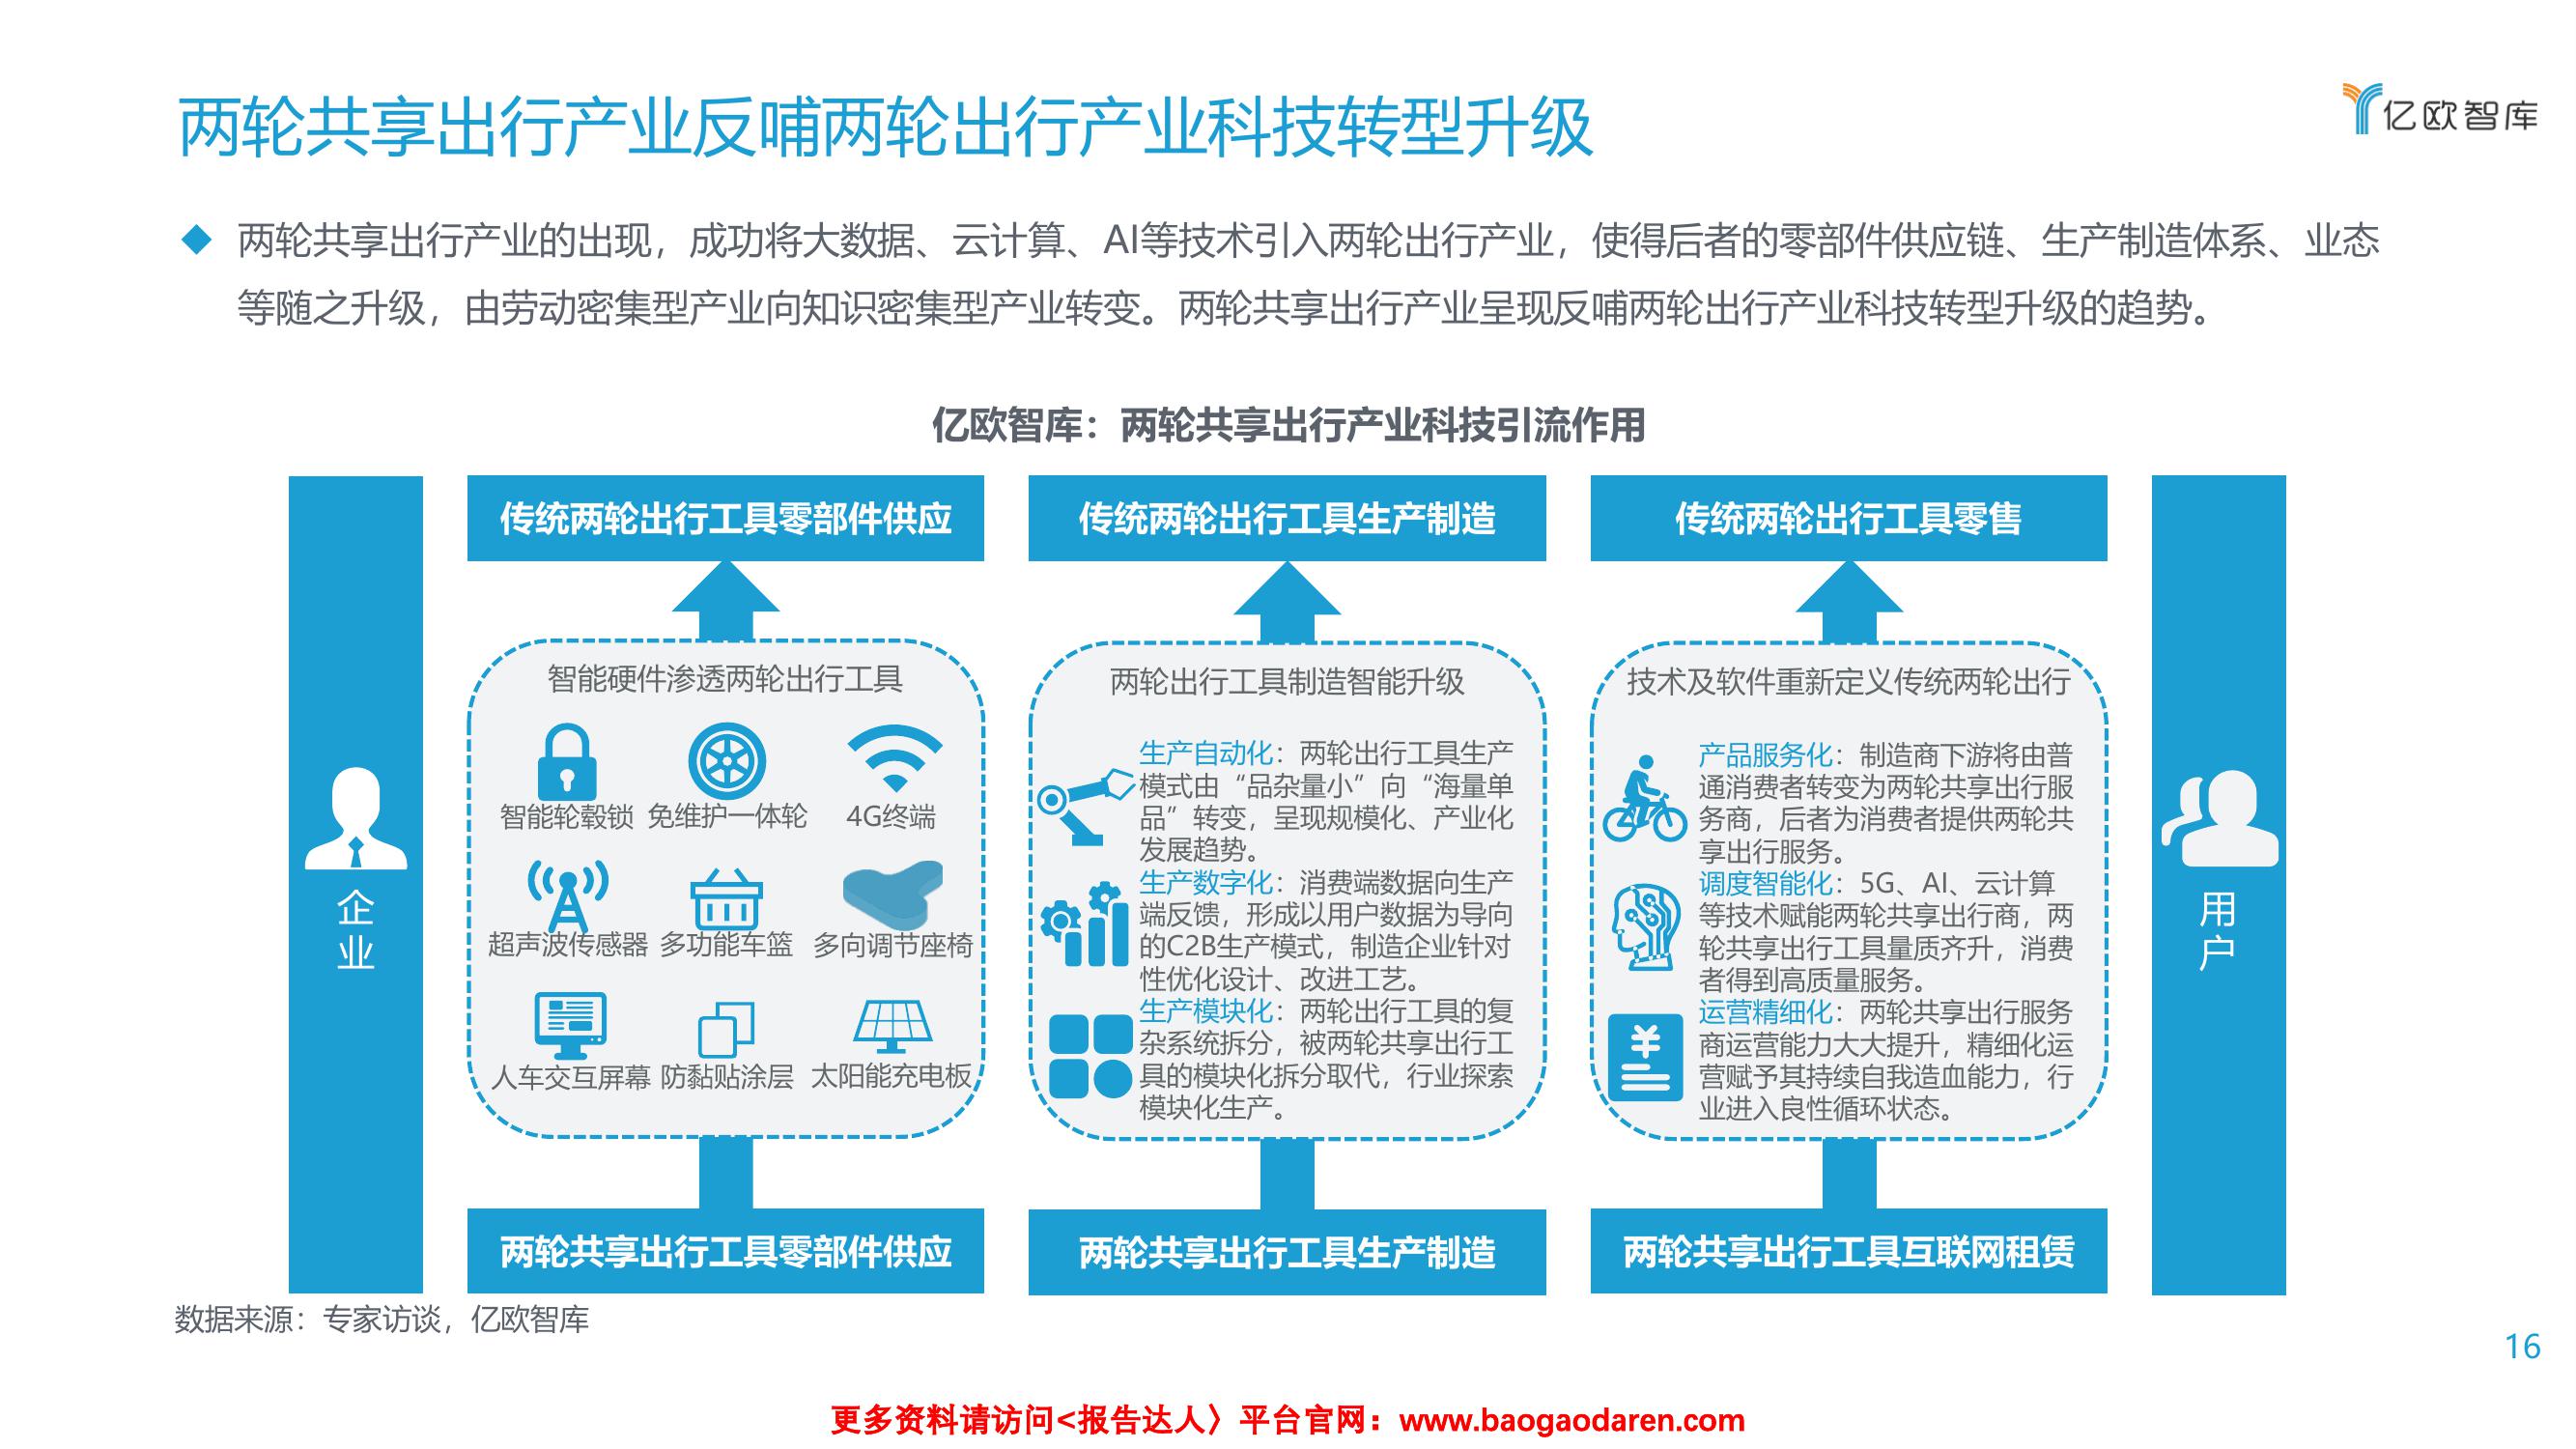 两轮共享出行产业反哺两轮出行产业科技转型升级
亿欧智库
两轮共享出行产业的出现，成功将大数据、云计算、AI等技术引入两轮出行产业，使得后者的零部件供应链、生产制造体系、业态
等随之升级，由劳动密集型产业向知识密集型产业转变。两轮共享出行产业呈现反哺两轮出行产业科技转型升级的趋势。
亿欧智库：两轮共享出行产业科技引流作用
企
业
传统两轮出行工具零部件供应
智能硬件渗透两轮出行工具
智能轮毂锁 免维护一体轮 4G终端
超声波传感器 多功能车篮 多向调节座椅
人车交互屏幕 防黏贴涂层 太阳能充电板
两轮共享出行工具零部件供应
传统两轮出行工具生产制造
两轮出行工具制造智能升级
生产自动化：两轮出行工具生产
模式由“品杂量小”向“海量单
品”转变，呈现规模化、产业化
发展趋势。
生产数字化：消费端数据向生产
端反馈，形成以用户数据为导向
的C2B生产模式，制造企业针对
性优化设计、改进工艺。
生产模块化：两轮出行工具的复
杂系统拆分，被两轮共享出行工
具的模块化拆分取代，行业探索
模块化生产。
两轮共享出行工具生产制造
传统两轮出行工具零售
技术及软件重新定义传统两轮出行
产品服务化：制造商下游将由普
通消费者转变为两轮共享出行服
务商，后者为消费者提供两轮共
享出行服务。
调度智能化：5G、AI、云计算
等技术赋能两轮共享出行商，两
轮共享出行工具量质齐升，消费
者得到高质量服务。
运营精细化：两轮共享出行服务
商运营能力大大提升，精细化运
营赋予其持续自我造血能力，行
业进入良性循环状态。
两轮共享出行工具互联网租赁
用
户
数据来源：专家访谈，亿欧智库
16
更多资料请访问<报告达人〉平台官网：www.baogaodaren.com